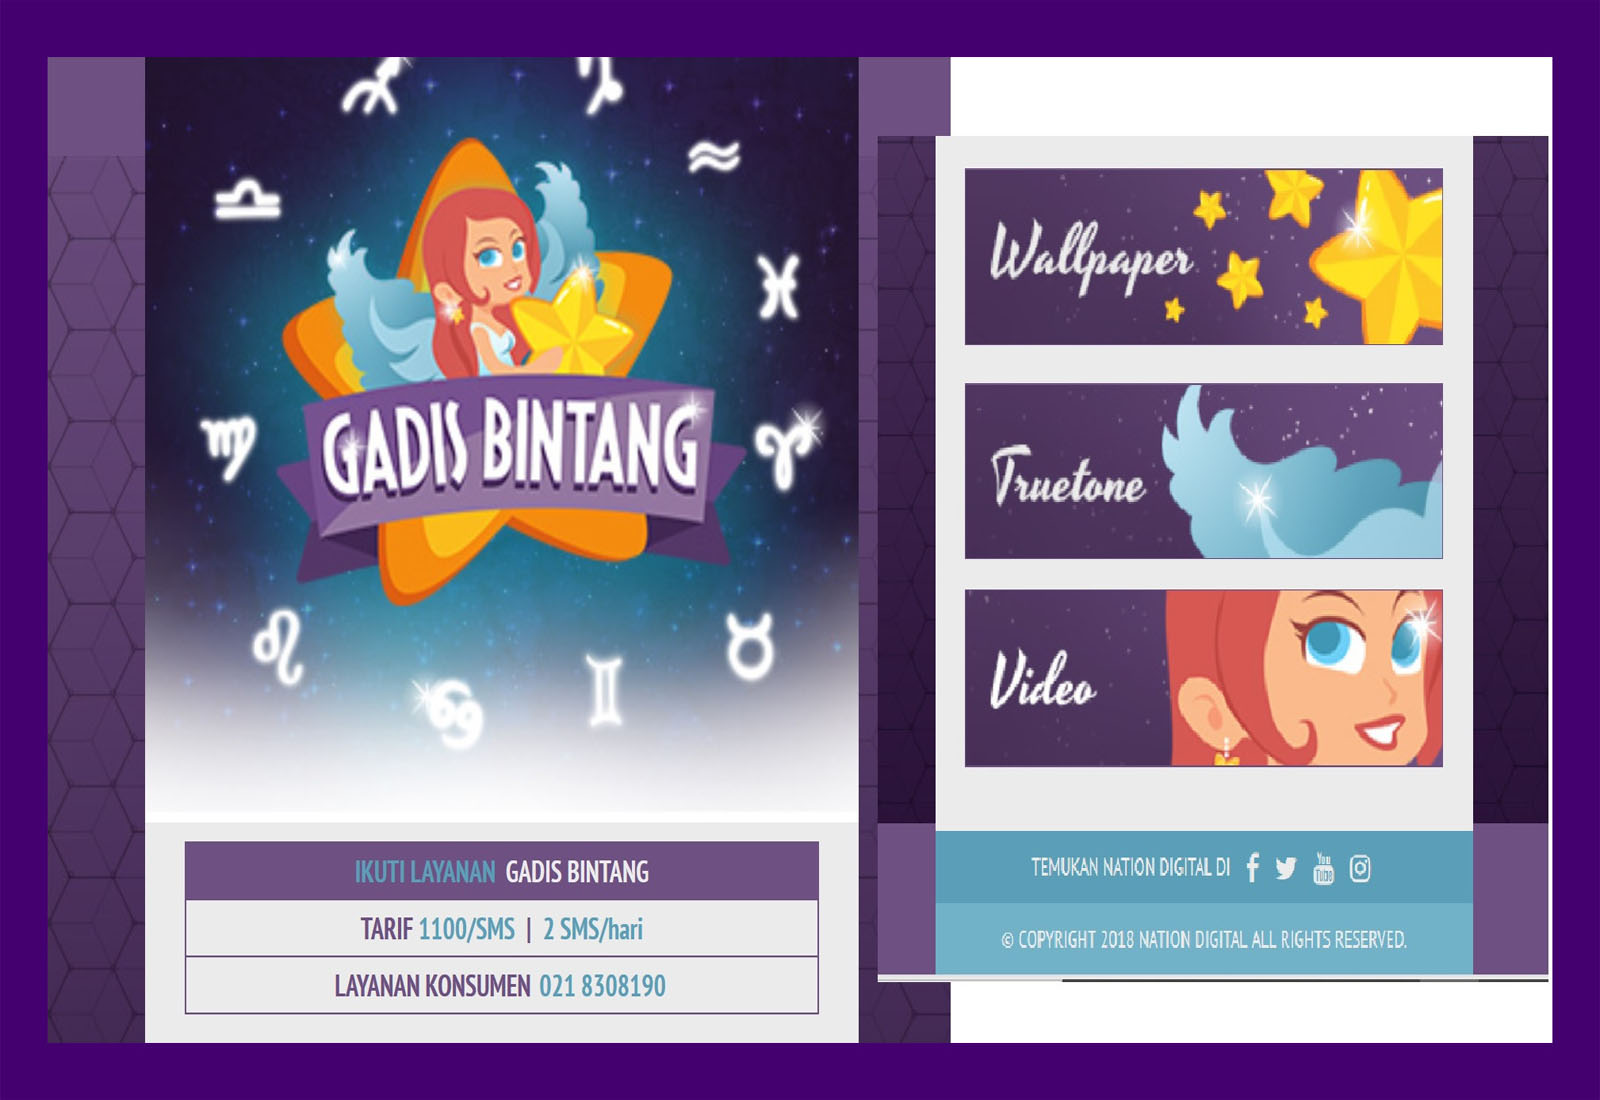 GADIS BINTANG
IKUTI LAYANAN GADIS BINTANG
TARIF 1100/SMS | 2 SMS/hari
LAYANAN KONSUMEN 021 8308190
Wallpaper
Truetone
Video
TEMUKAN NATION DIGITAL DI You Tube
© COPYRIGHT 2018 NATION DIGITAL ALL RIGHTS RESERVED.